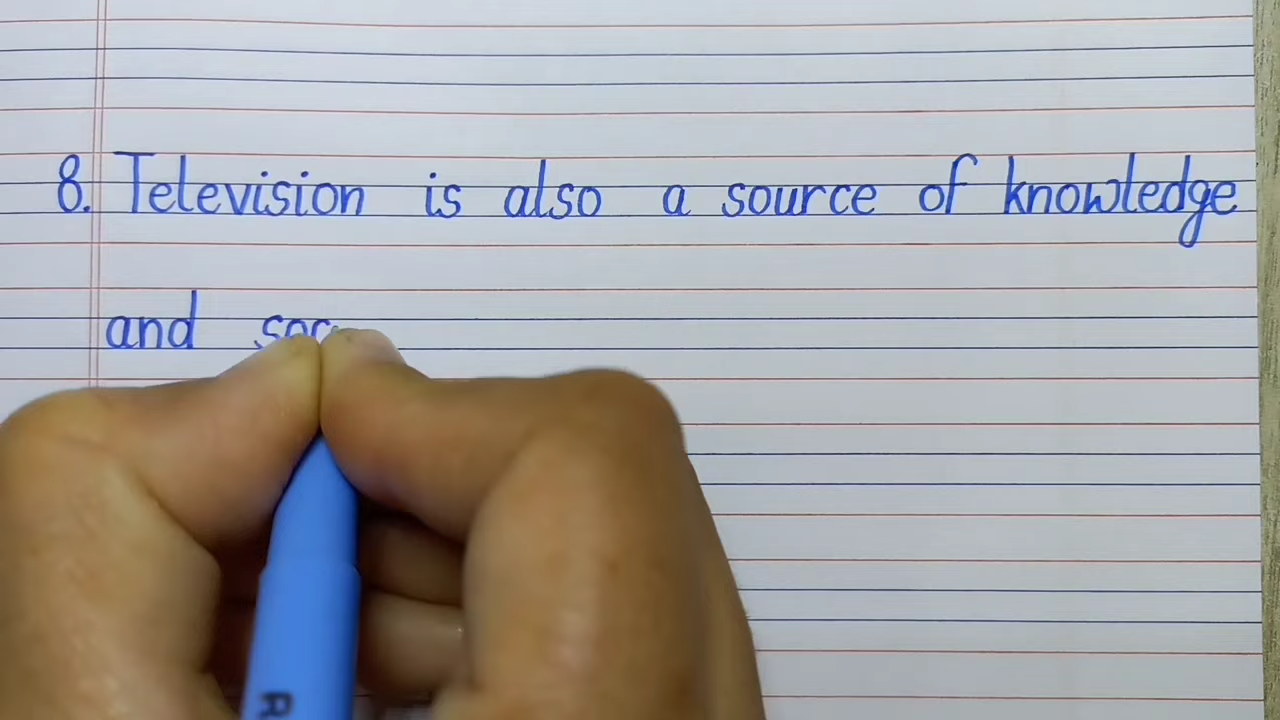 8. Television is also a source of knowledge
and